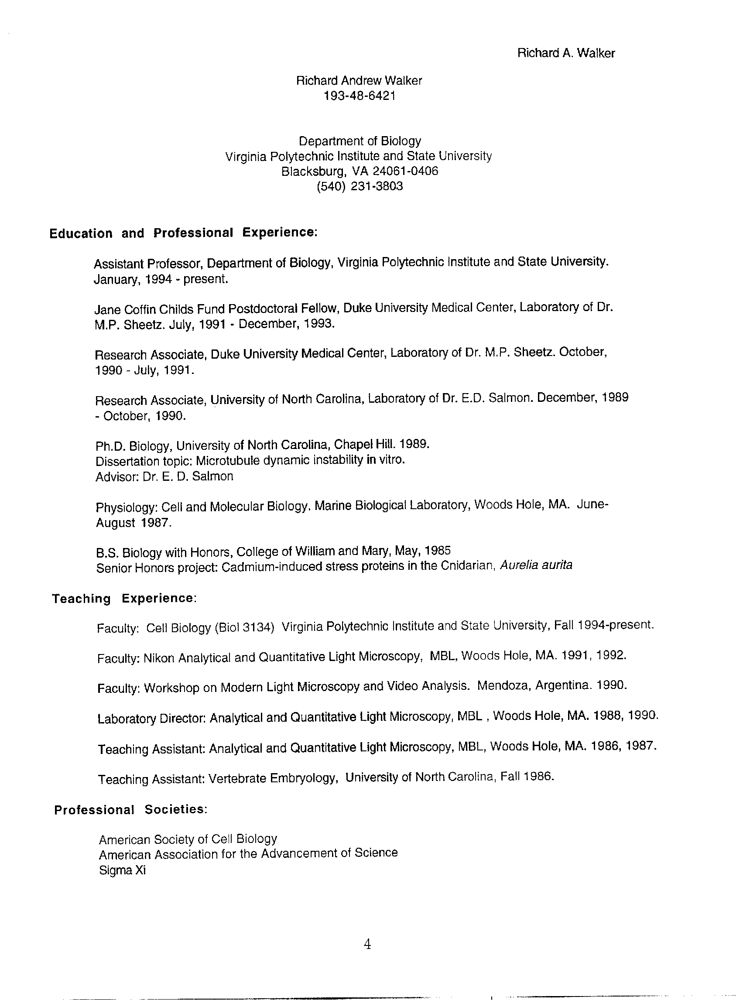 Richard A. Walker
Richard Andrew Walker
193-48-6421
Department of Biology
Virginia Polytechnic Institute and State University
Blacksburg, VA 24061-0406
(540) 231-3803
Education and Professional Experience:
Assistant Professor, Department of Biology, Virginia Polytechnic Institute and State University.
January, 1994 - present.
Jane Coffin Childs Fund Postdoctoral Fellow, Duke University Medical Center, Laboratory of Dr.
M.P. Sheetz. July, 1991 - December, 1993.
Research Associate, Duke University Medical Center, Laboratory of Dr. M.P. Sheetz. October,
1990 - July, 1991.
Research Associate, University of North Carolina, Laboratory of Dr. E.D. Salmon. December, 1989
- October, 1990.
Ph.D. Biology, University of North Carolina, Chapel Hill. 1989.
Dissertation topic: Microtubule dynamic instability in vitro.
Advisor: Dr. E. D. Salmon
Physiology: Cell and Molecular Biology, Marine Biological Laboratory, Woods Hole, MA. June-
August 1987.
B.S. Biology with Honors, College of William and Mary, May, 1985
Senior Honors project: Cadmium-induced stress proteins in the Cnidarian, Aurelia aurita
Teaching Experience:
Faculty: Cell Biology (Biol 3134) Virginia Polytechnic Institute and State University, Fall 1994-present.
Faculty: Nikon Analytical and Quantitative Light Microscopy, MBL, Woods Hole, MA. 1991, 1992.
Faculty: Workshop on Modern Light Microscopy and Video Analysis. Mendoza, Argentina. 1990.
Laboratory Director: Analytical and Quantitative Light Microscopy, MBL , Woods Hole, MA. 1988, 1990.
Teaching Assistant: Analytical and Quantitative Light Microscopy, MBL, Woods Hole, MA. 1986, 1987.
Teaching Assistant: Vertebrate Embryology, University of North Carolina, Fall 1986.
Professional Societies:
American Society of Cell Biology
American Association for the Advancement of Science
Sigma Xi
4